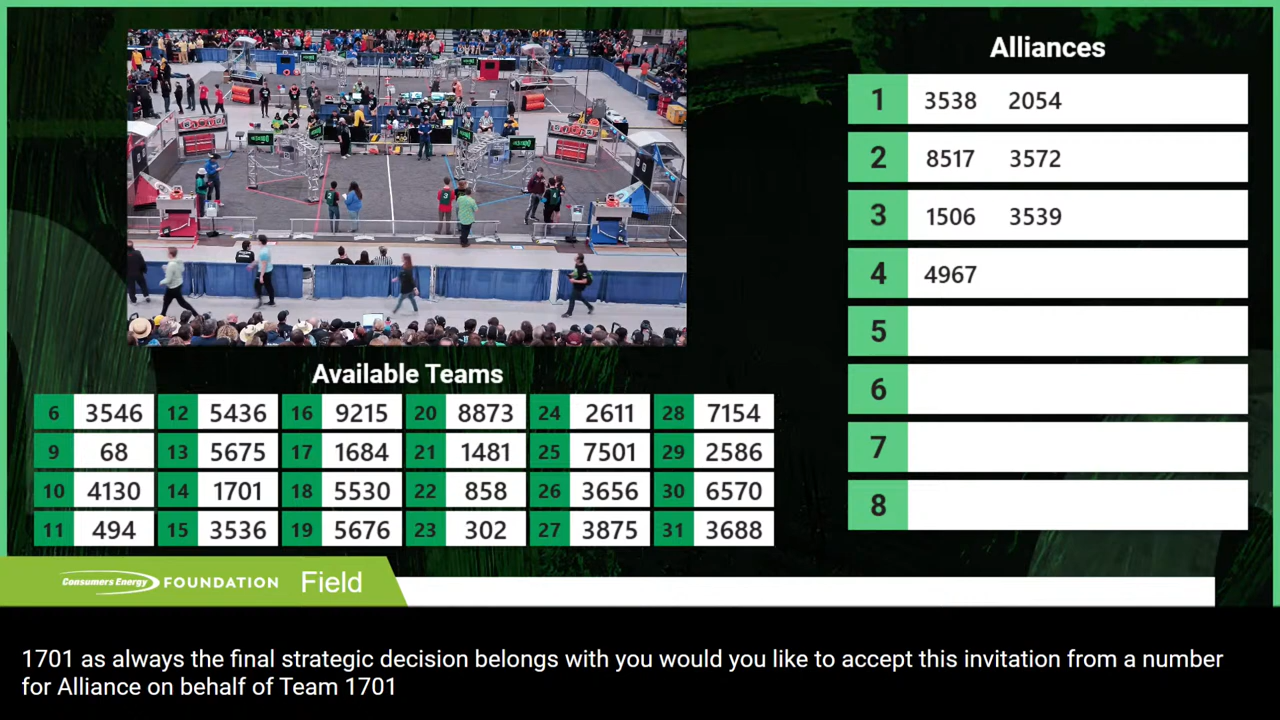 Alliances
1 3538 2054
2 8517 3572
3 1506 3539
4 4967
5
6
7
8
Available Teams
6 3546 12 5436 16 9215 20 8873 24 2611 28 7154
9 68 13 5675 17 1684 21 1481 25 7501 29 2586
10 4130 14 1701 18 5530 22 858 26 3656 30 6570
11 494 15 3536 19 5676 23 302 27 3875 31 3688
Consumers Energy FOUNDATION Field
1701 as always the final strategic decision belongs with you would you like to accept this invitation from a number
for Alliance on behalf of Team 1701